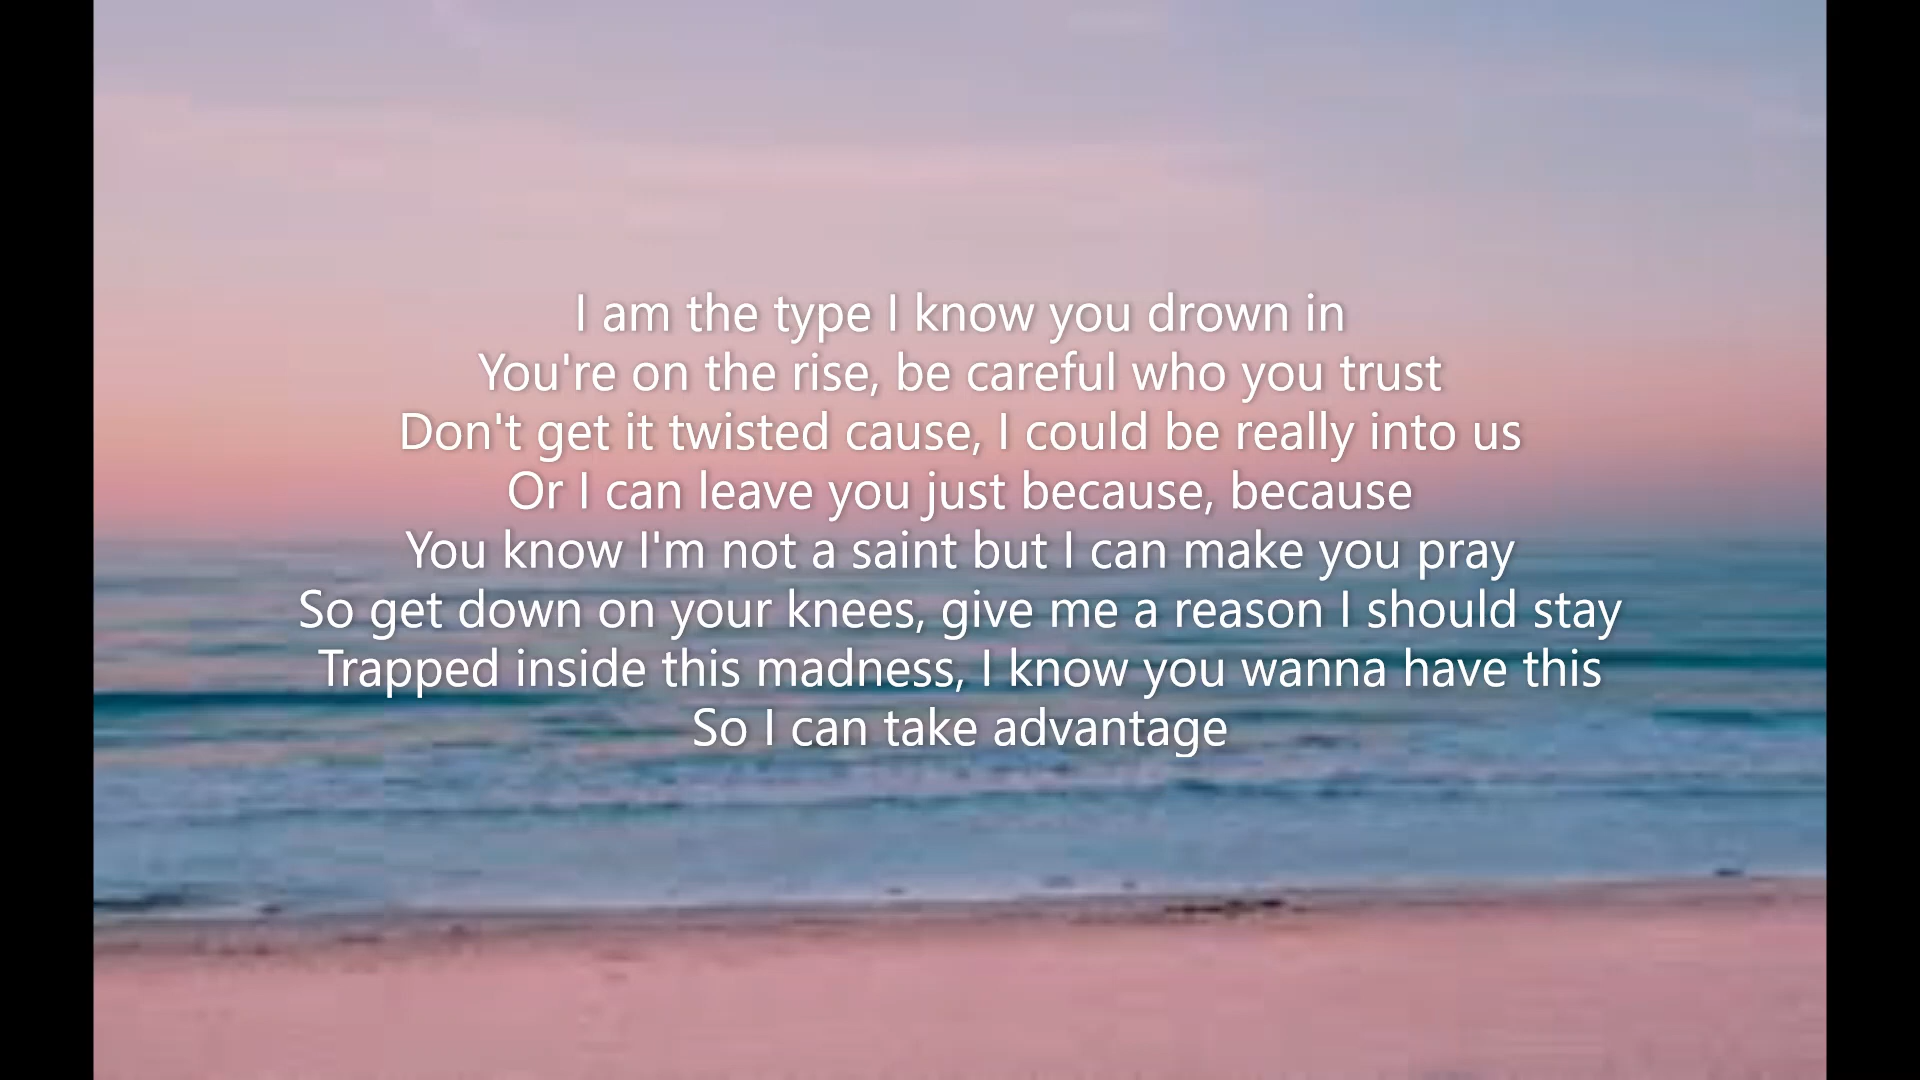 I am the type I know you drown in
You're on the rise, be careful who you trust
Don't get it twisted cause, I could be really into us
Or I can leave you just because, because
You know I'm not a saint but I can make you pray
So get down on your knees, give me a reason I should stay
Trapped inside this madness, I know you wanna have this
So I can take advantage